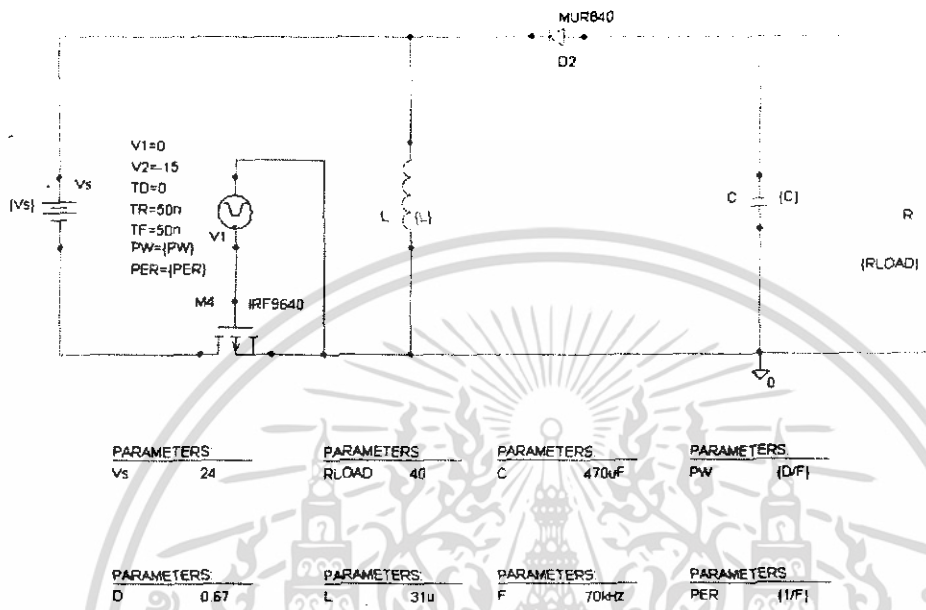 MUR840
D2
V1=0
V2=-15
TD=0
TR=50n
TF=50n
PW={PW}
PER={PER}
Vs
{Vs}
V1
L
{L}
C
{C}
R
{RLOAD}
M4
IRF9640
0
PARAMETERS:
Vs 24
PARAMETERS:
RLOAD 40
PARAMETERS:
C 470uF
PARAMETERS:
PW {D/F}
PARAMETERS:
D 0.67
PARAMETERS:
L 31u
PARAMETERS:
F 70kHz
PARAMETERS:
PER {1/F}